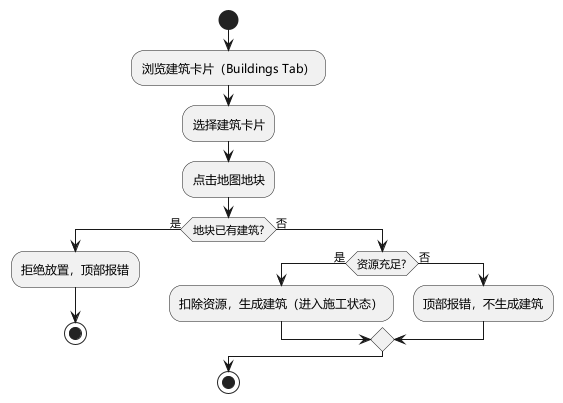 浏览建筑卡片（Buildings Tab）
选择建筑卡片
点击地图地块
是
地块已有建筑?
否
拒绝放置，顶部报错
是
资源充足?
否
扣除资源，生成建筑（进入施工状态）
顶部报错，不生成建筑